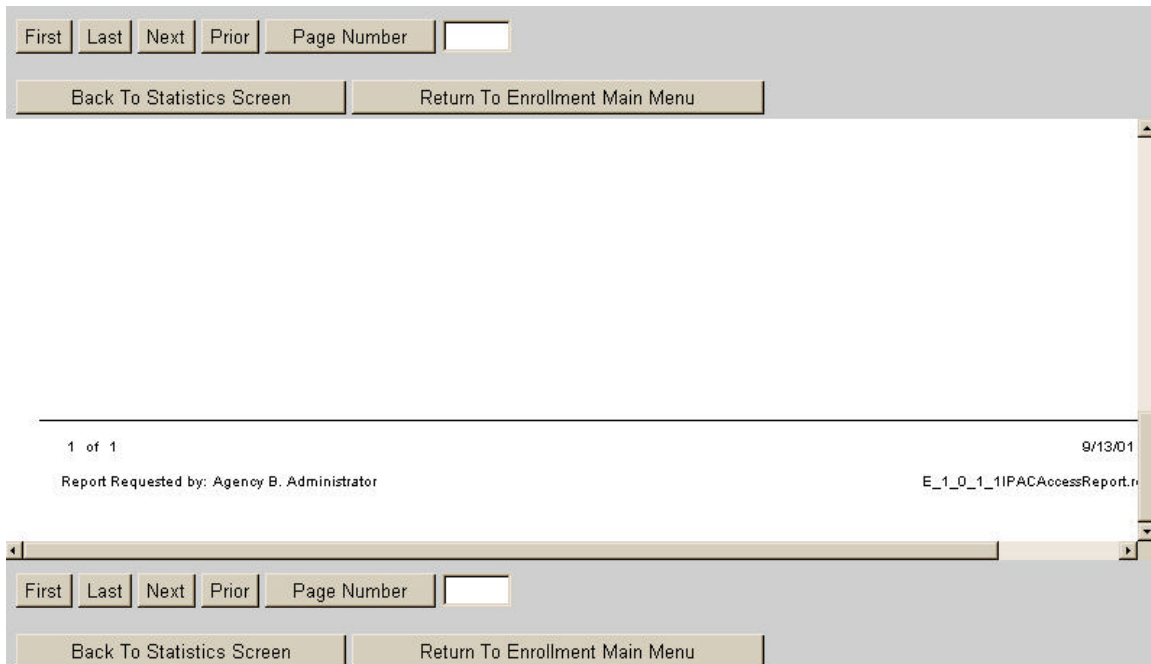 First Last Next Prior Page Number
Back To Statistics Screen Return To Enrollment Main Menu
1 of 1 9/13/01
Report Requested by: Agency B. Administrator E_1_0_1_1IPACAccessReport.r
First Last Next Prior Page Number
Back To Statistics Screen Return To Enrollment Main Menu